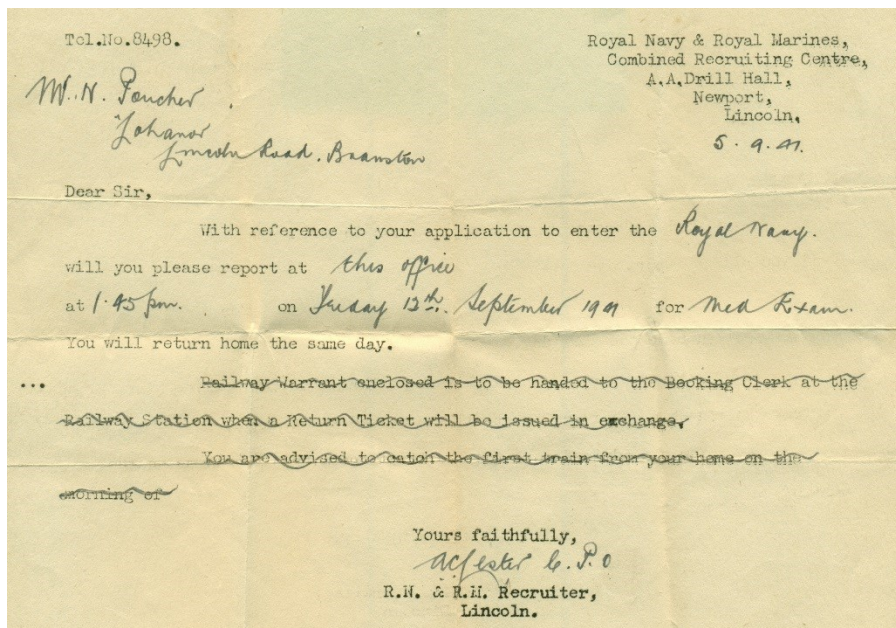 Tel.No.8498.
Royal Navy & Royal Marines,
Combined Recruiting Centre,
A.A.Drill Hall,
Newport,
Lincoln.
5.9.41.
Mr. N. Poucher
Lincoln Road. Branston
Dear Sir,
With reference to your application to enter the Royal Navy.
will you please report at this office
at 1.45 pm. on Friday 12th. September 1941 for Med Exam.
You will return home the same day.
... Railway Warrant enclosed is to be handed to the Booking Clerk at the
Railway Station when a Return Ticket will be issued in exchange.
You are advised to catch the first train from your home on the
morning of
Yours faithfully,
C.P.O
R.N. & R.M. Recruiter,
Lincoln.